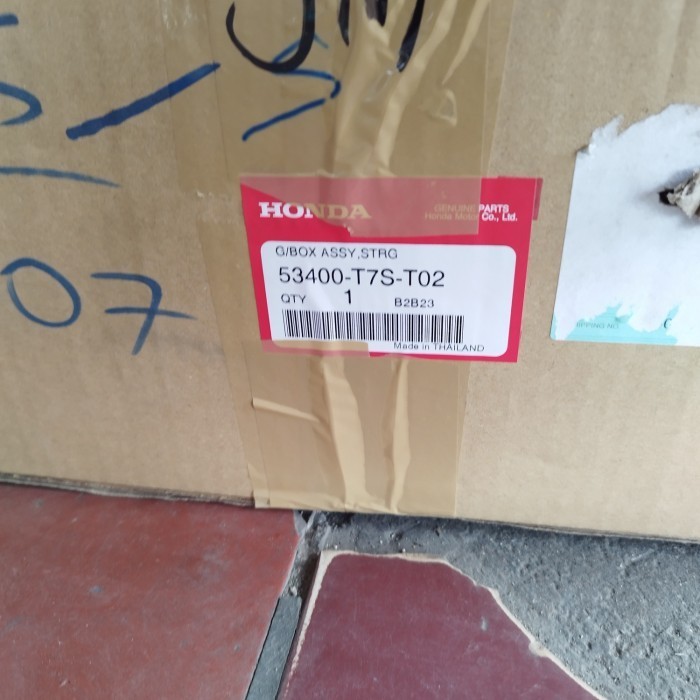 HONDA
GENUINE PARTS
Honda Motor Co., Ltd.
G/BOX ASSY,STRG
53400-T7S-T02
QTY 1 B2B23
Made in THAILAND
07